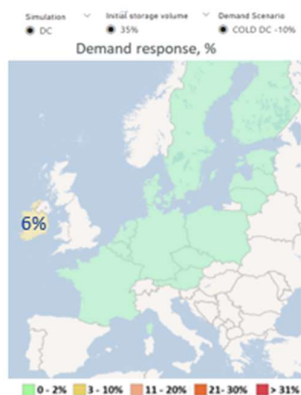 Simulation Initial storage volume Demand Scenario
DC 35% COLD DC -10%
Demand response, %
6%
0 - 2% 3 - 10% 11 - 20% 21- 30% > 31%